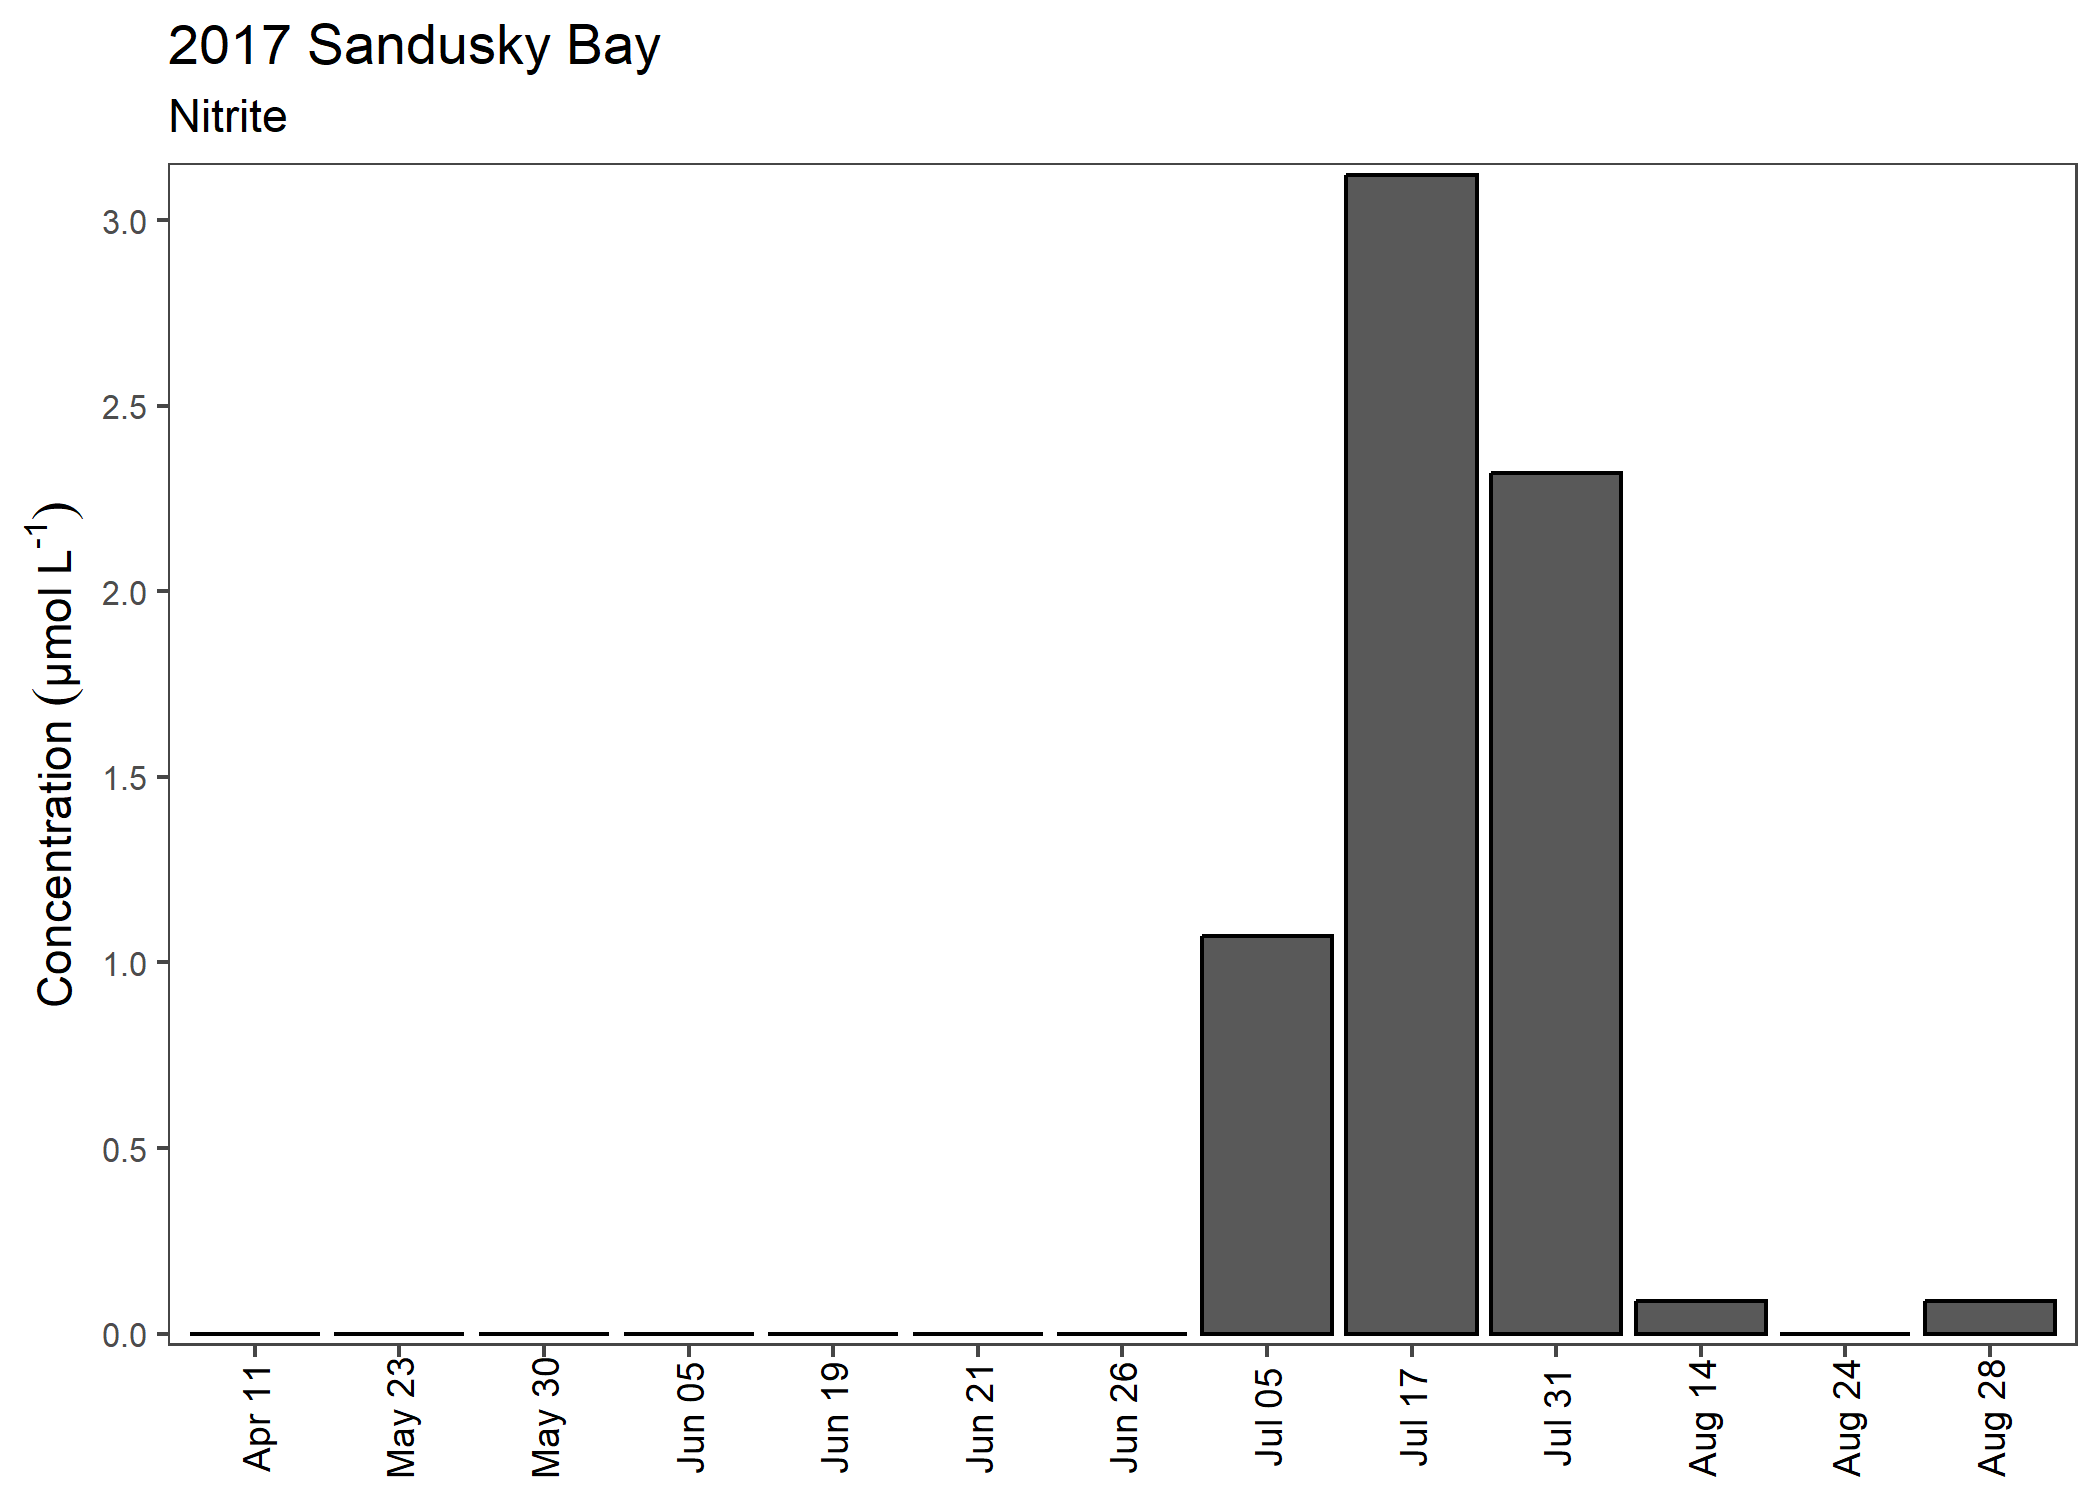 2017 Sandusky Bay
Nitrite
Concentration (µmol L⁻¹)
3.0
2.5
2.0
1.5
1.0
0.5
0.0
Apr 11
May 23
May 30
Jun 05
Jun 19
Jun 21
Jun 26
Jul 05
Jul 17
Jul 31
Aug 14
Aug 24
Aug 28